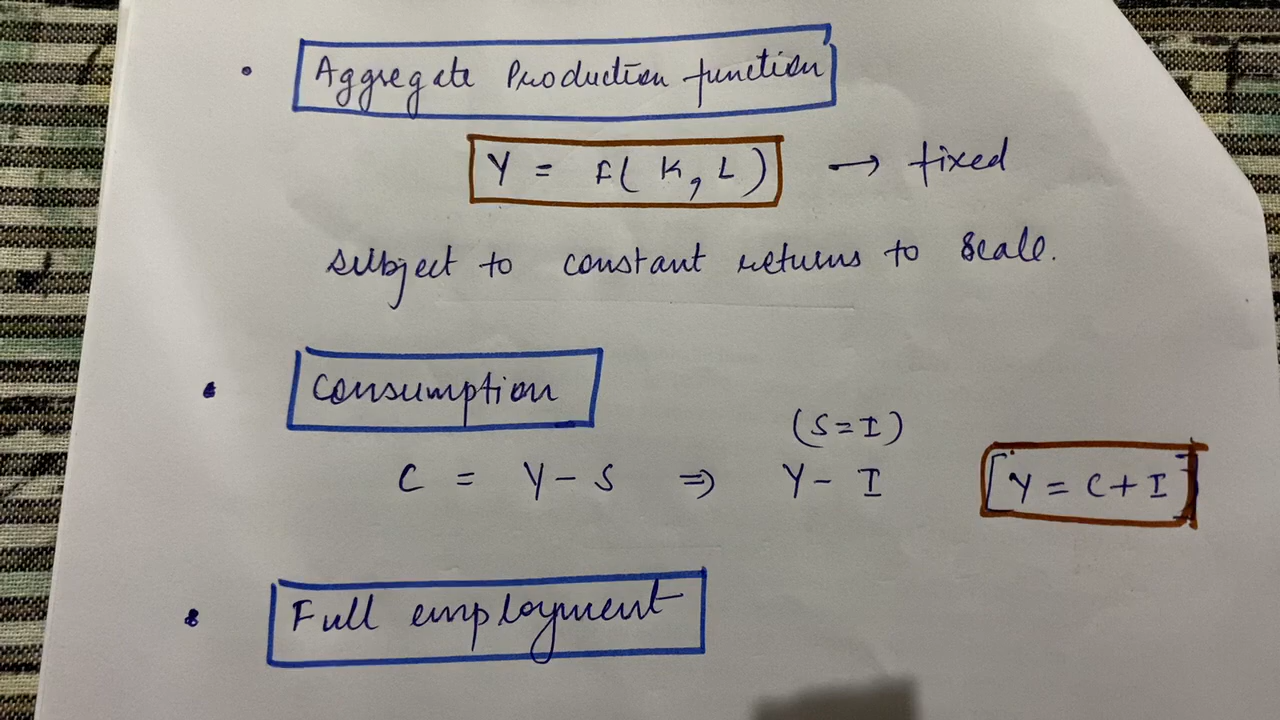 • Aggregate Production function
Y = F( K, L ) → fixed
subject to constant returns to scale.
• Consumption
(S=I)
C = Y-S ⇒ Y- I [Y = C+I]
• Full employment